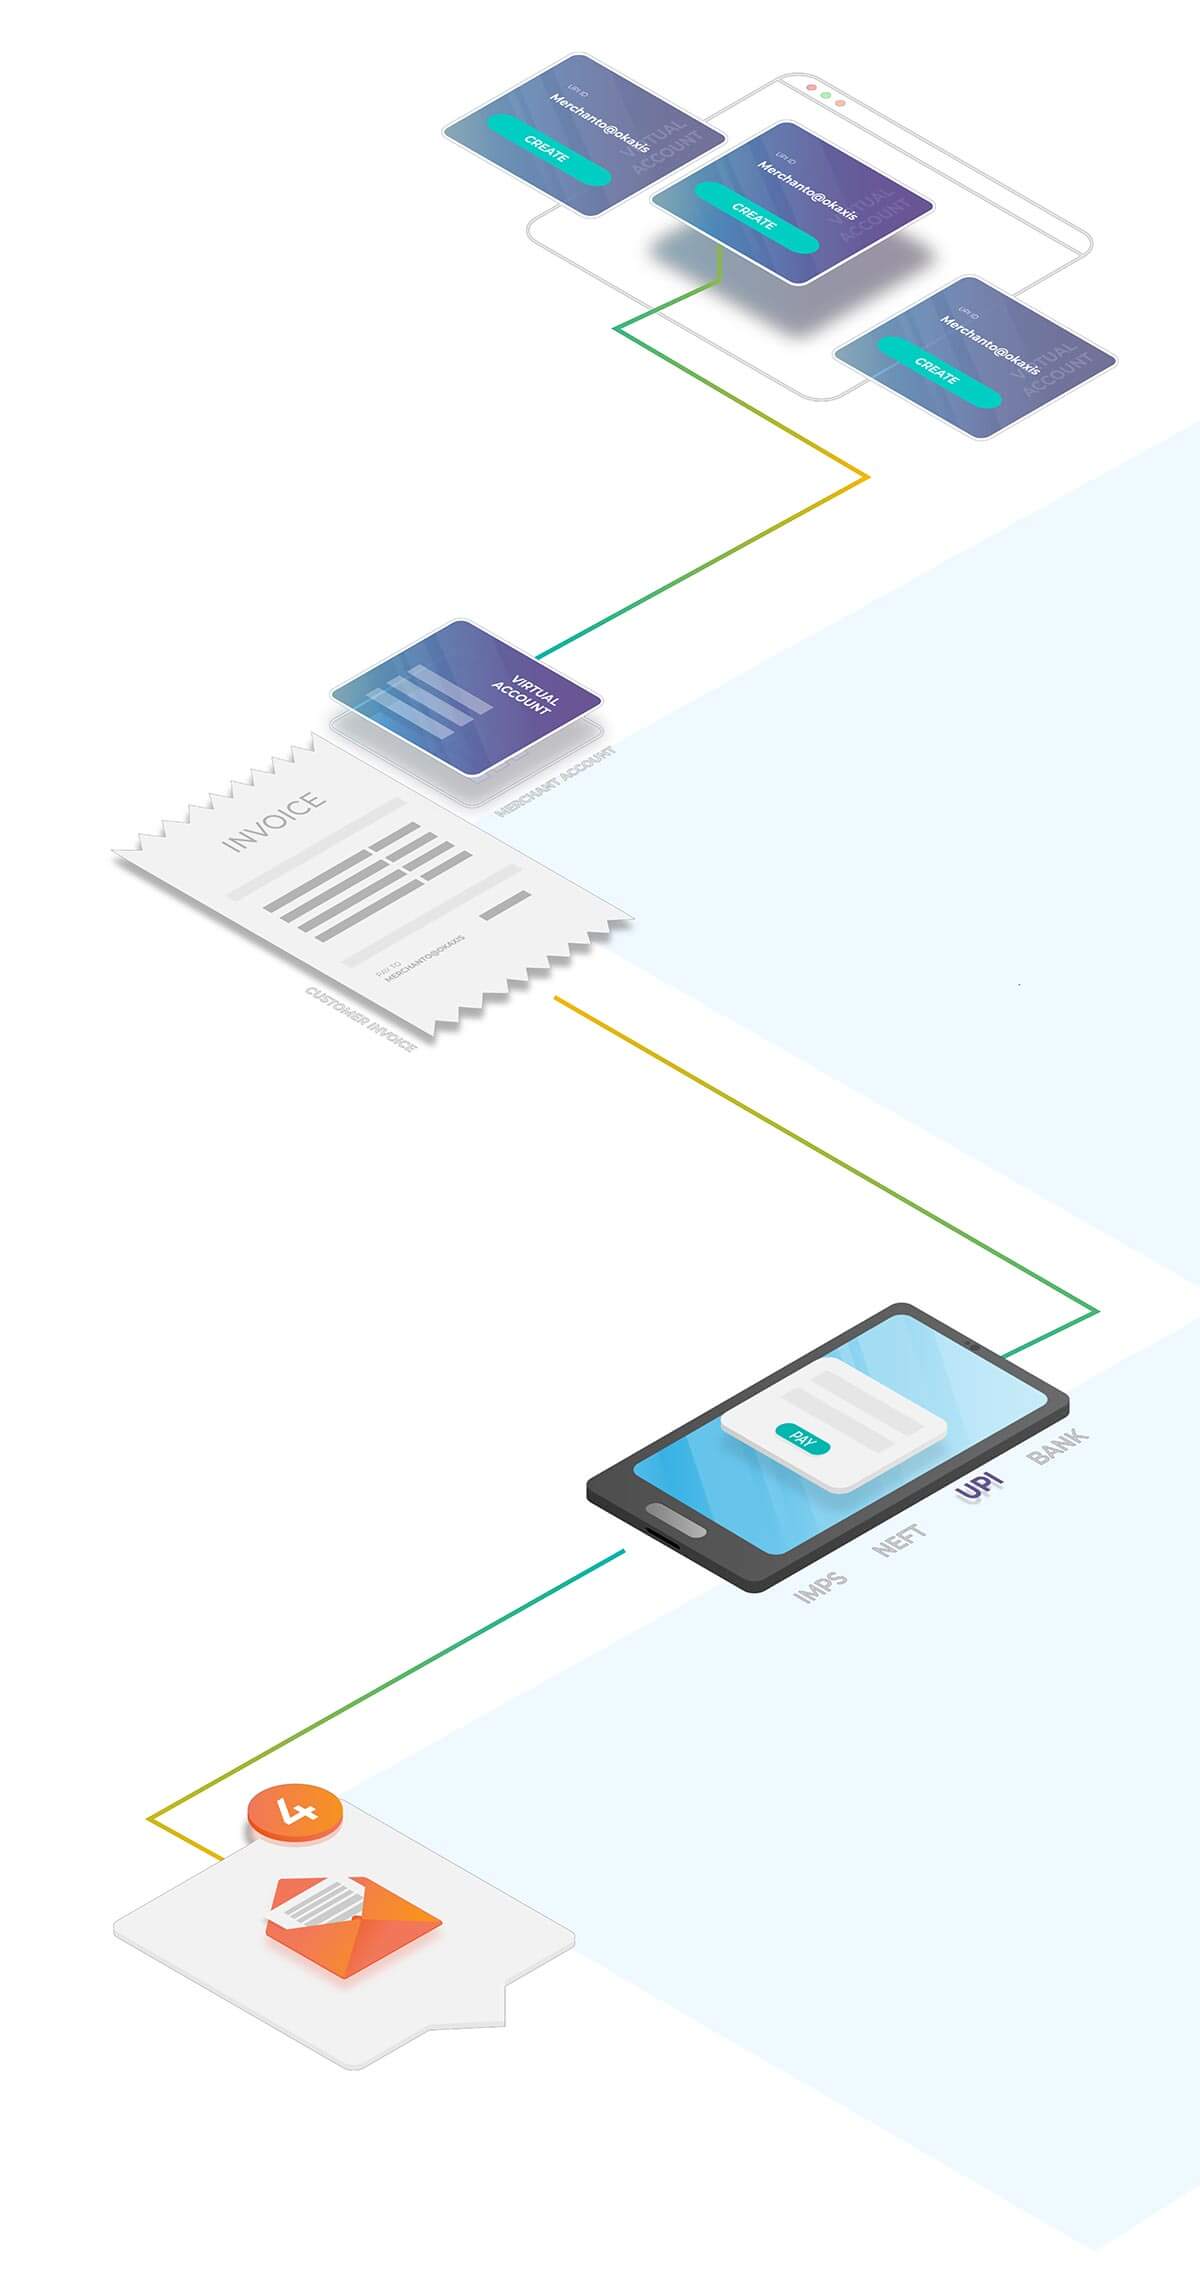 UPI ID
Merchanto@okaxis
CREATE
VIRTUAL
ACCOUNT
UPI ID
Merchanto@okaxis
CREATE
VIRTUAL
ACCOUNT
UPI ID
Merchanto@okaxis
CREATE
VIRTUAL
ACCOUNT
VIRTUAL
ACCOUNT
MERCHANT ACCOUNT
INVOICE
PAY TO
MERCHANTO@OKAXIS
CUSTOMER INVOICE
PAY
BANK
UPI
NEFT
IMPS
4